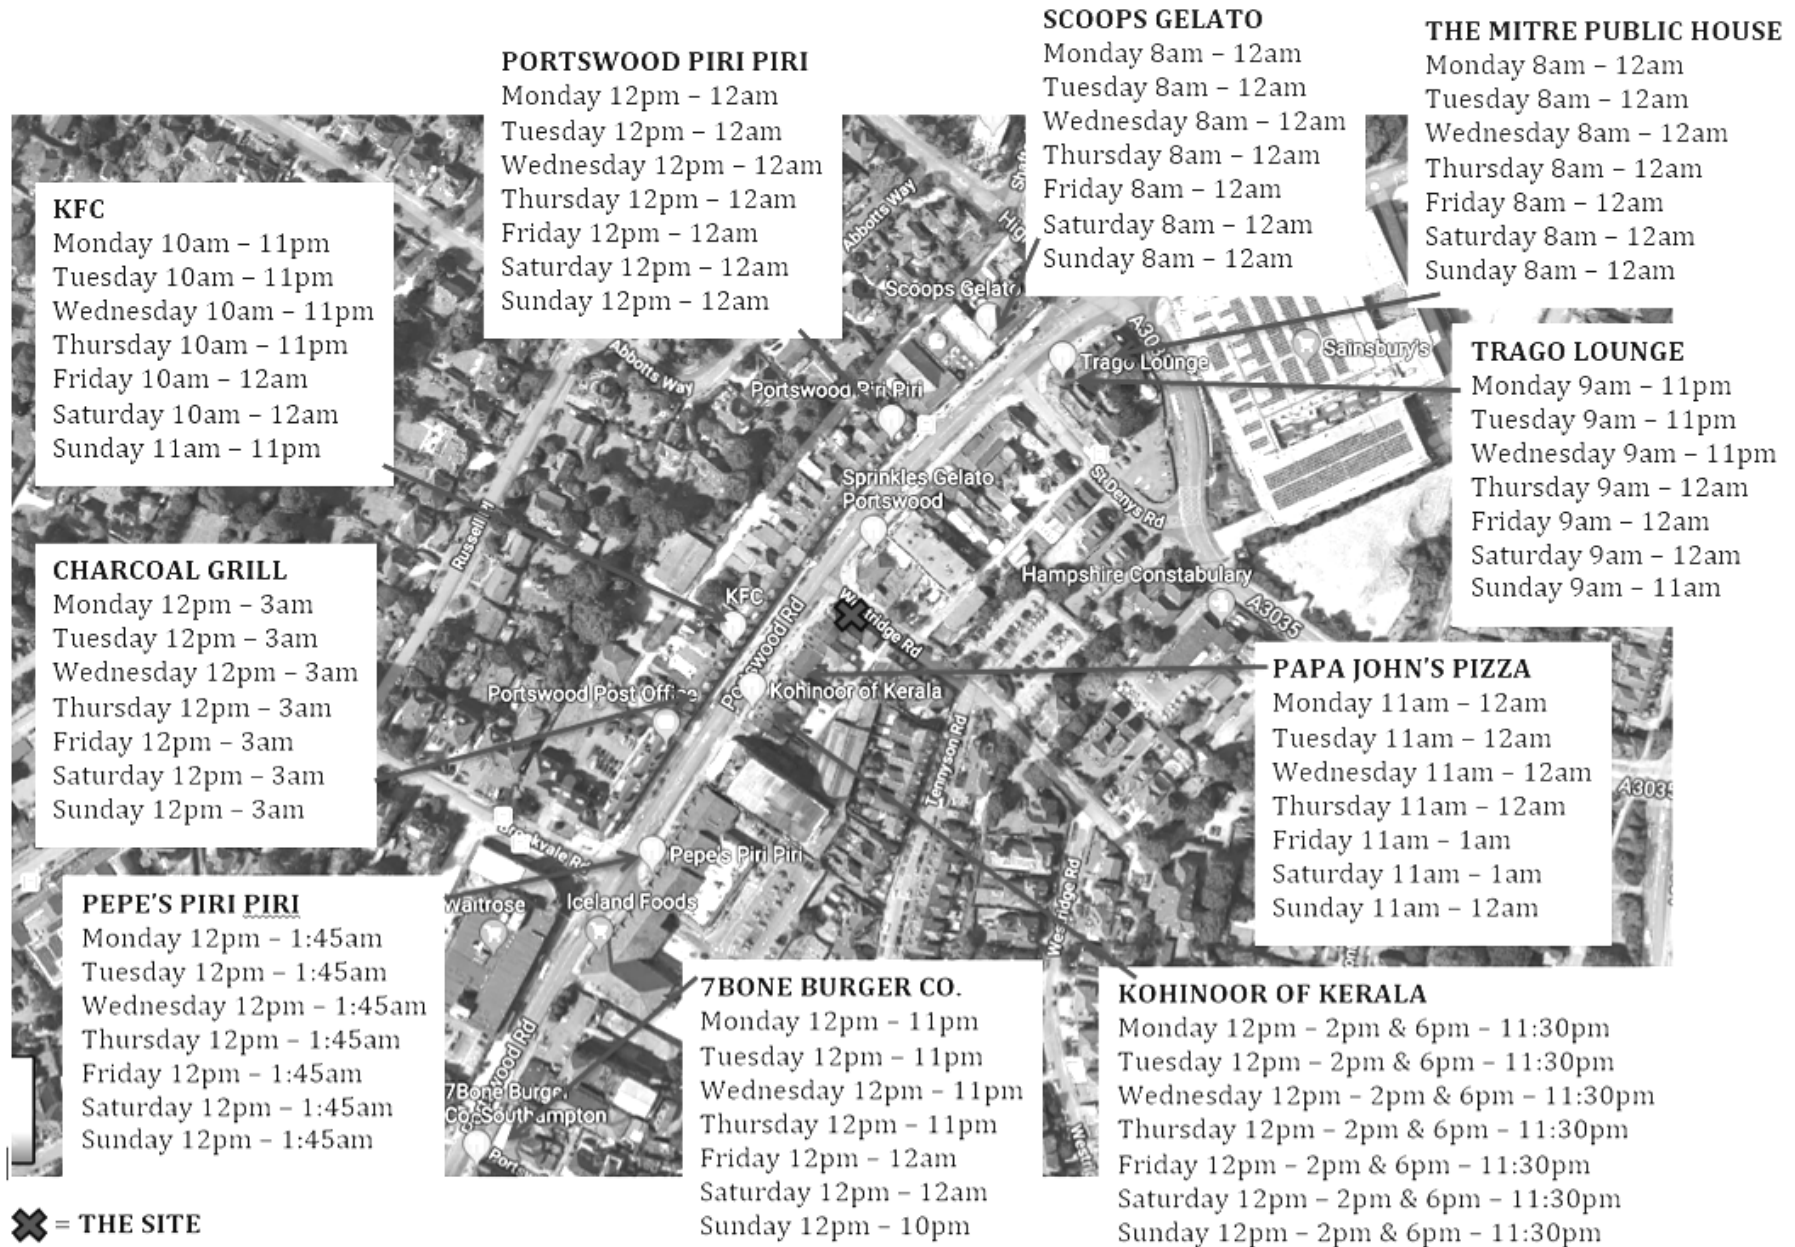 SCOOPS GELATO
Monday 8am – 12am
Tuesday 8am – 12am
Wednesday 8am – 12am
Thursday 8am – 12am
Friday 8am – 12am
Saturday 8am – 12am
Sunday 8am – 12am
THE MITRE PUBLIC HOUSE
Monday 8am – 12am
Tuesday 8am – 12am
Wednesday 8am – 12am
Thursday 8am – 12am
Friday 8am – 12am
Saturday 8am – 12am
Sunday 8am – 12am
PORTSWOOD PIRI PIRI
Monday 12pm – 12am
Tuesday 12pm – 12am
Wednesday 12pm – 12am
Thursday 12pm – 12am
Friday 12pm – 12am
Saturday 12pm – 12am
Sunday 12pm – 12am
KFC
Monday 10am – 11pm
Tuesday 10am – 11pm
Wednesday 10am – 11pm
Thursday 10am – 11pm
Friday 10am – 12am
Saturday 10am – 12am
Sunday 11am – 11pm
TRAGO LOUNGE
Monday 9am – 11pm
Tuesday 9am – 11pm
Wednesday 9am – 11pm
Thursday 9am – 12am
Friday 9am – 12am
Saturday 9am – 12am
Sunday 9am – 11am
CHARCOAL GRILL
Monday 12pm – 3am
Tuesday 12pm – 3am
Wednesday 12pm – 3am
Thursday 12pm – 3am
Friday 12pm – 3am
Saturday 12pm – 3am
Sunday 12pm – 3am
PAPA JOHN'S PIZZA
Monday 11am – 12am
Tuesday 11am – 12am
Wednesday 11am – 12am
Thursday 11am – 12am
Friday 11am – 1am
Saturday 11am – 1am
Sunday 11am – 12am
PEPE'S PIRI PIRI
Monday 12pm – 1:45am
Tuesday 12pm – 1:45am
Wednesday 12pm – 1:45am
Thursday 12pm – 1:45am
Friday 12pm – 1:45am
Saturday 12pm – 1:45am
Sunday 12pm – 1:45am
7BONE BURGER CO.
Monday 12pm – 11pm
Tuesday 12pm – 11pm
Wednesday 12pm – 11pm
Thursday 12pm – 11pm
Friday 12pm – 12am
Saturday 12pm – 12am
Sunday 12pm – 10pm
KOHINOOR OF KERALA
Monday 12pm – 2pm & 6pm – 11:30pm
Tuesday 12pm – 2pm & 6pm – 11:30pm
Wednesday 12pm – 2pm & 6pm – 11:30pm
Thursday 12pm – 2pm & 6pm – 11:30pm
Friday 12pm – 2pm & 6pm – 11:30pm
Saturday 12pm – 2pm & 6pm – 11:30pm
Sunday 12pm – 2pm & 6pm – 11:30pm
= THE SITE
Abbotts Way
Scoops Gelato
Trago Lounge
Sainsbury's
Abbotts Way
Portswood Piri Piri
Sprinkles Gelato
Portswood
St Denys Rd
Hampshire Constabulary
A3035
KFC
Portswood Post Office
Kohinoor of Kerala
Tennyson Rd
A3035
Pepe's Piri Piri
Waitrose
Iceland Foods
7Bone Burger
Co. Southampton